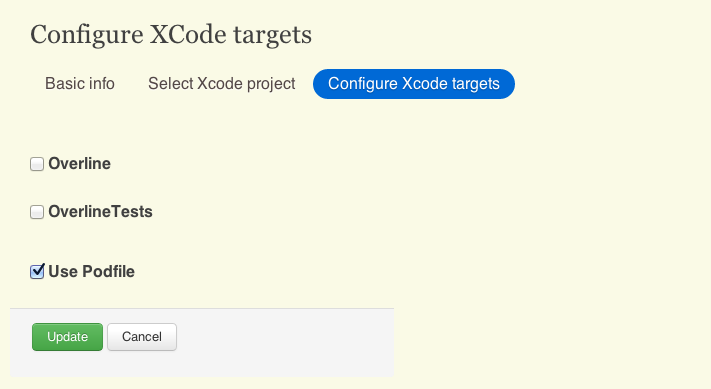 Configure XCode targets
Basic info Select Xcode project Configure Xcode targets
Overline
OverlineTests
Use Podfile
Update Cancel